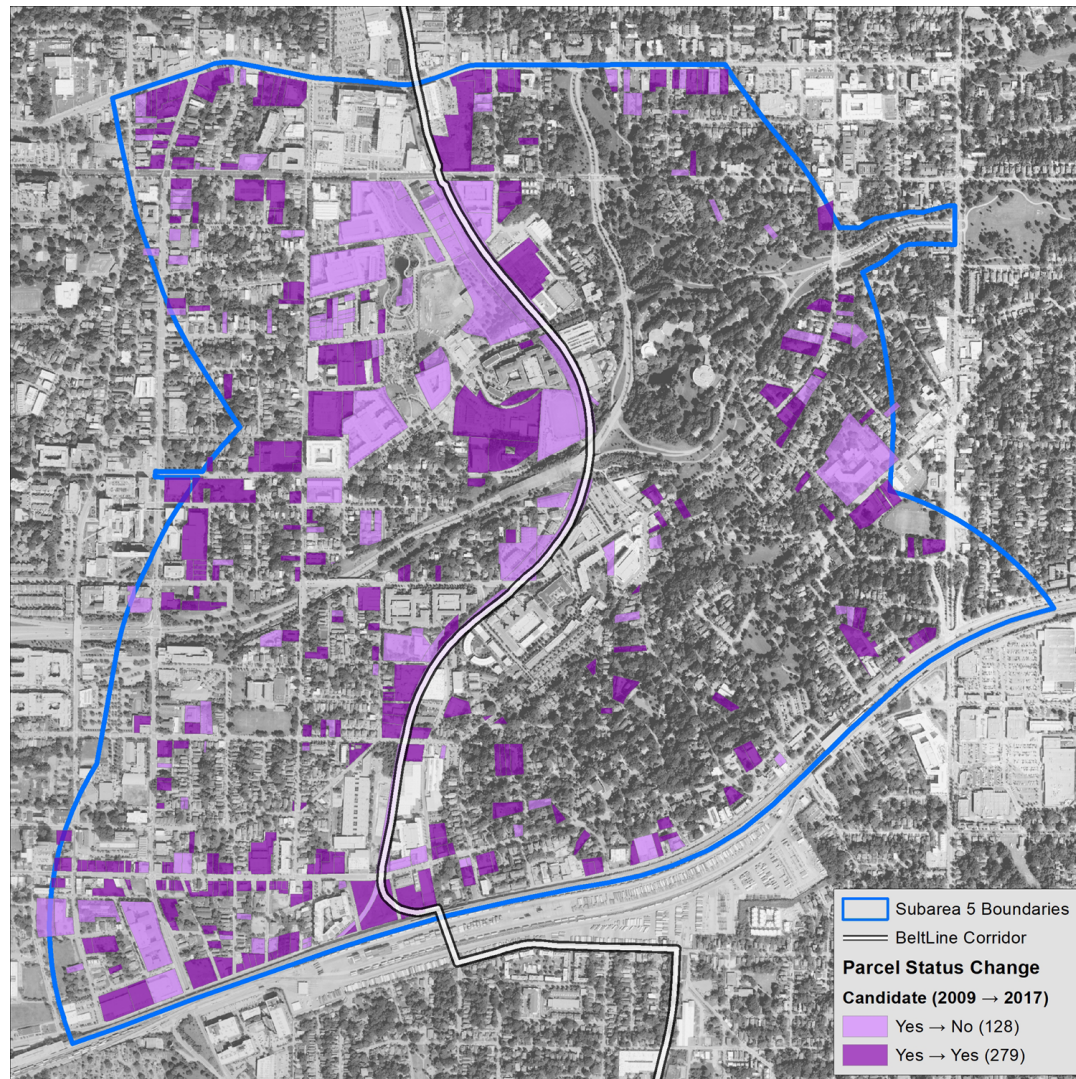 Subarea 5 Boundaries
BeltLine Corridor
Parcel Status Change
Candidate (2009 → 2017)
Yes → No (128)
Yes → Yes (279)